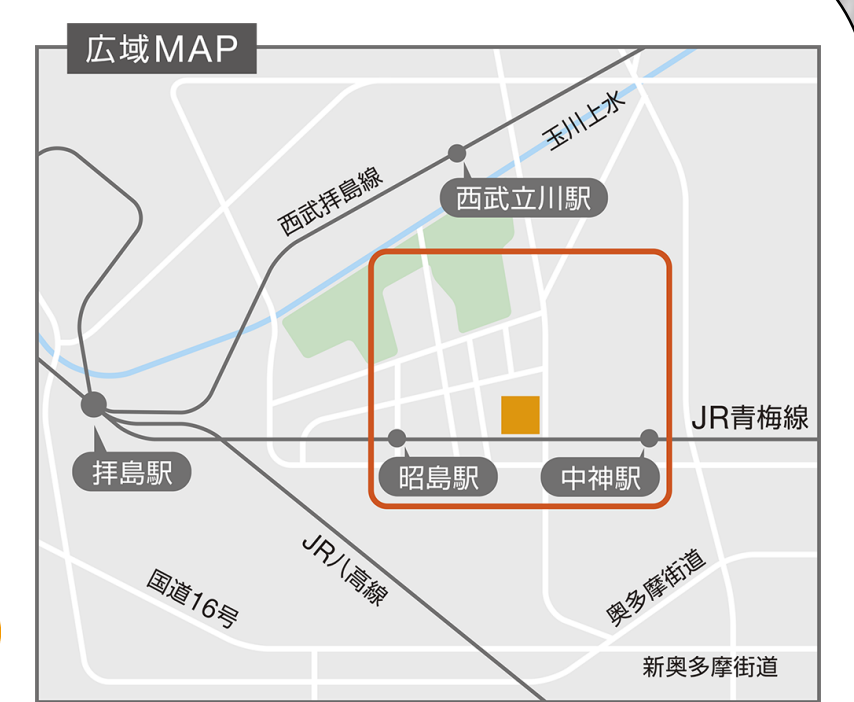 広域MAP
玉川上水
西武拝島線
西武立川駅
JR青梅線
拝島駅
昭島駅
中神駅
JR八高線
国道16号
奥多摩街道
新奥多摩街道